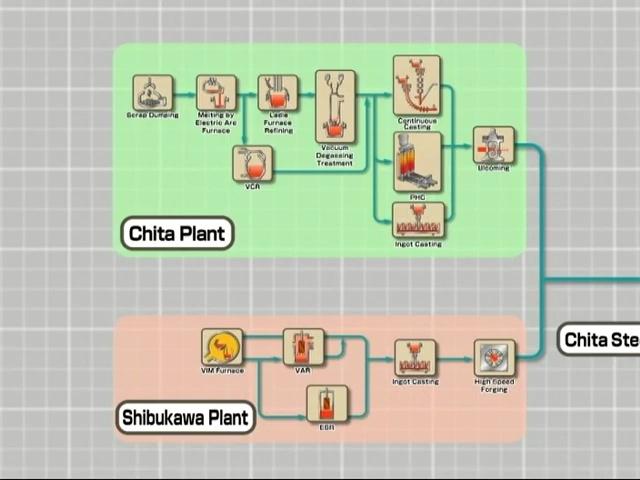 Scrap Dumping
Melting by
Electric Arc
Furnace
Ladle
Furnace
Refining
Vacuum
Degassing
Treatment
Continuous
Casting
VCR
PHC
Blooming
Ingot Casting
Chita Plant
VIM Furnace
VAR
Ingot Casting
High Speed
Forging
ESR
Shibukawa Plant
Chita Stee